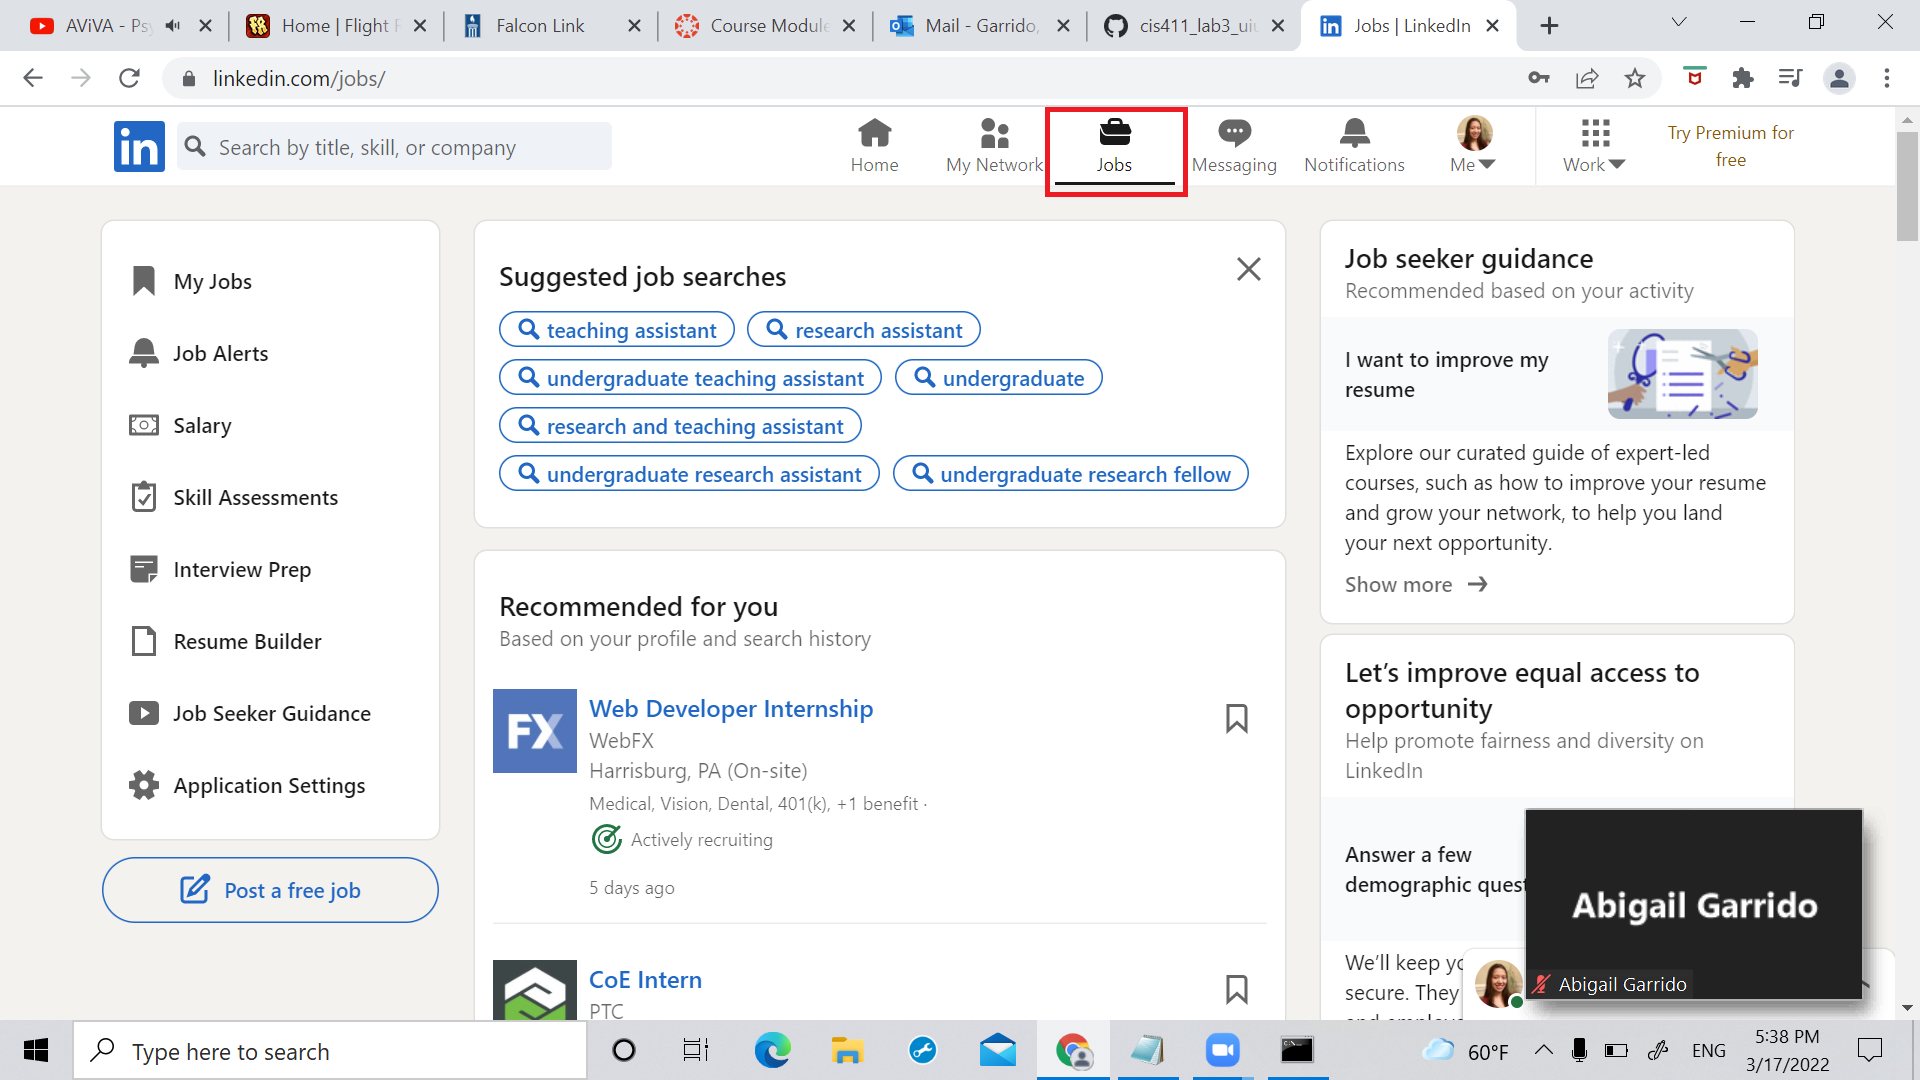 AViVA - Psy
Home | Flight F
Falcon Link
Course Module
Mail - Garrido,
cis411_lab3_uiu
Jobs | LinkedIn
linkedin.com/jobs/
in
Search by title, skill, or company
Home
My Network
Jobs
Messaging
Notifications
Me
Work
Try Premium for
free
My Jobs
Job Alerts
Salary
Skill Assessments
Interview Prep
Resume Builder
Job Seeker Guidance
Application Settings
Post a free job
Suggested job searches
teaching assistant
research assistant
undergraduate teaching assistant
undergraduate
research and teaching assistant
undergraduate research assistant
undergraduate research fellow
Recommended for you
Based on your profile and search history
FX
Web Developer Internship
WebFX
Harrisburg, PA (On-site)
Medical, Vision, Dental, 401(k), +1 benefit ·
Actively recruiting
5 days ago
CoE Intern
PTC
Job seeker guidance
Recommended based on your activity
I want to improve my
resume
Explore our curated guide of expert-led
courses, such as how to improve your resume
and grow your network, to help you land
your next opportunity.
Show more
Let's improve equal access to
opportunity
Help promote fairness and diversity on
LinkedIn
Answer a few
demographic quest
We'll keep yo
secure. They
Abigail Garrido
Abigail Garrido
Type here to search
60°F
ENG
5:38 PM
3/17/2022